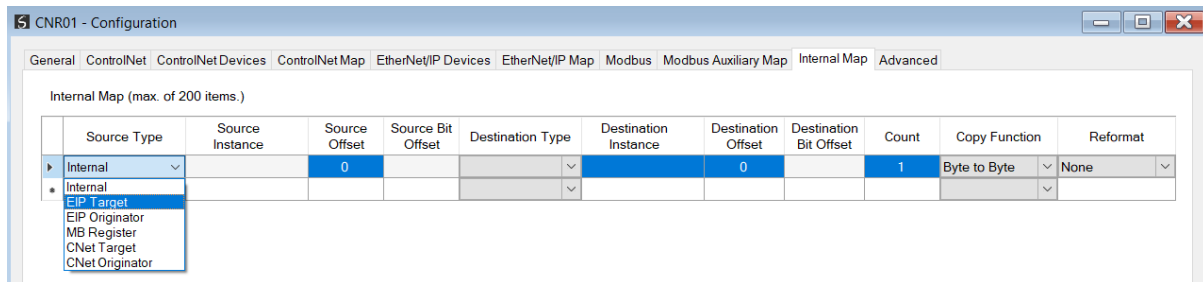 CNR01 - Configuration
General ControlNet ControlNet Devices ControlNet Map EtherNet/IP Devices EtherNet/IP Map Modbus Modbus Auxiliary Map Internal Map Advanced
Internal Map (max. of 200 items.)
Source Type Source Instance Source Offset Source Bit Offset Destination Type Destination Instance Destination Offset Destination Bit Offset Count Copy Function Reformat
Internal 0 0 1 Byte to Byte None
Internal
EIP Target
EIP Originator
MB Register
CNet Target
CNet Originator